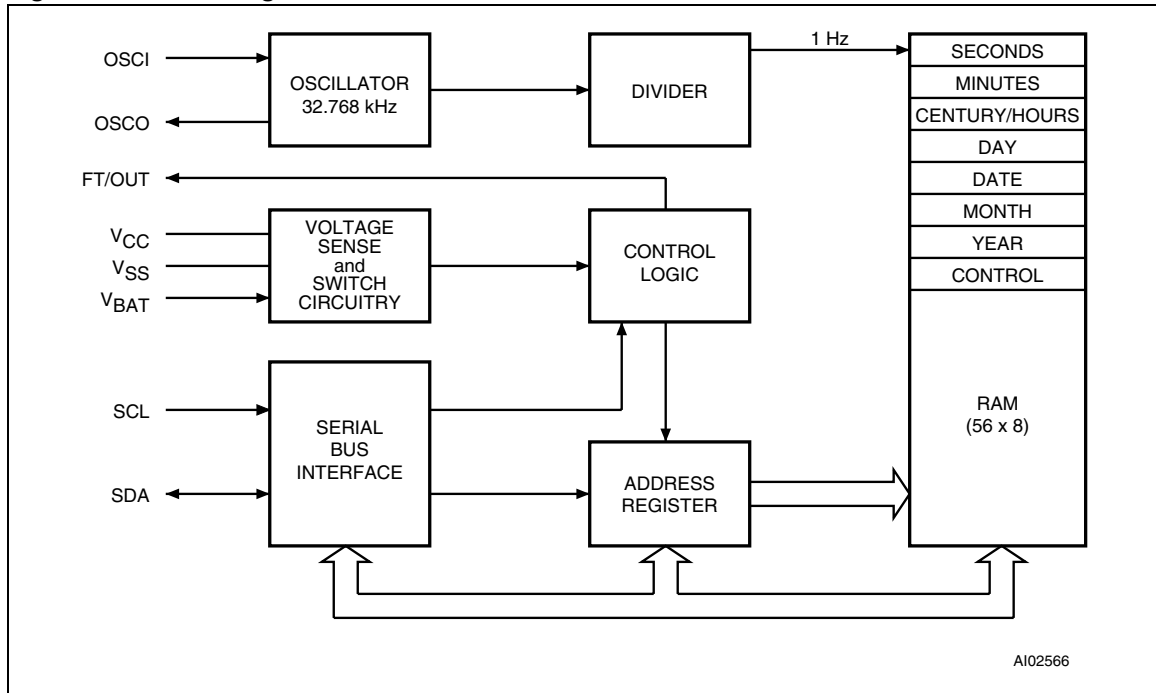 OSCI
OSCO
FT/OUT
VCC
VSS
VBAT
SCL
SDA
OSCILLATOR
32.768 kHz
DIVIDER
1 Hz
VOLTAGE
SENSE
and
SWITCH
CIRCUITRY
CONTROL
LOGIC
SERIAL
BUS
INTERFACE
ADDRESS
REGISTER
SECONDS
MINUTES
CENTURY/HOURS
DAY
DATE
MONTH
YEAR
CONTROL
RAM
(56 x 8)
AI02566